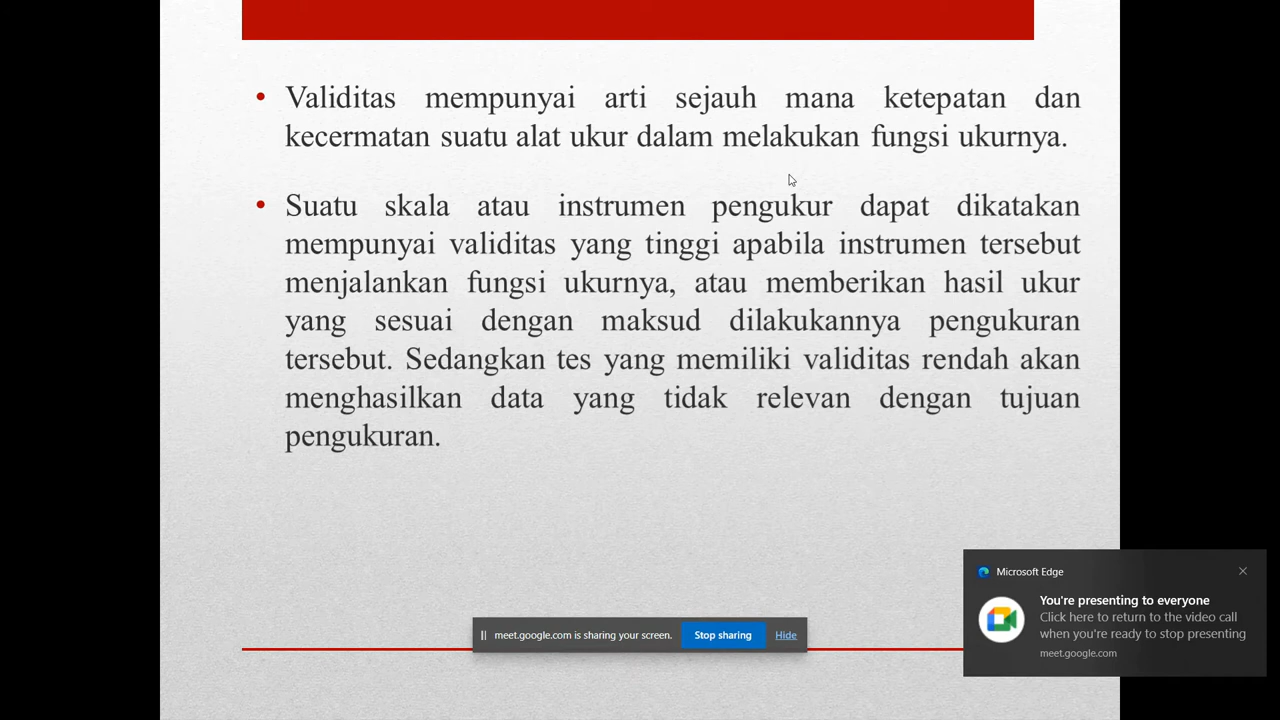 • Validitas mempunyai arti sejauh mana ketepatan dan
kecermatan suatu alat ukur dalam melakukan fungsi ukurnya.
• Suatu skala atau instrumen pengukur dapat dikatakan
mempunyai validitas yang tinggi apabila instrumen tersebut
menjalankan fungsi ukurnya, atau memberikan hasil ukur
yang sesuai dengan maksud dilakukannya pengukuran
tersebut. Sedangkan tes yang memiliki validitas rendah akan
menghasilkan data yang tidak relevan dengan tujuan
pengukuran.
Microsoft Edge
You're presenting to everyone
Click here to return to the video call
when you're ready to stop presenting
meet.google.com
meet.google.com is sharing your screen. Stop sharing Hide